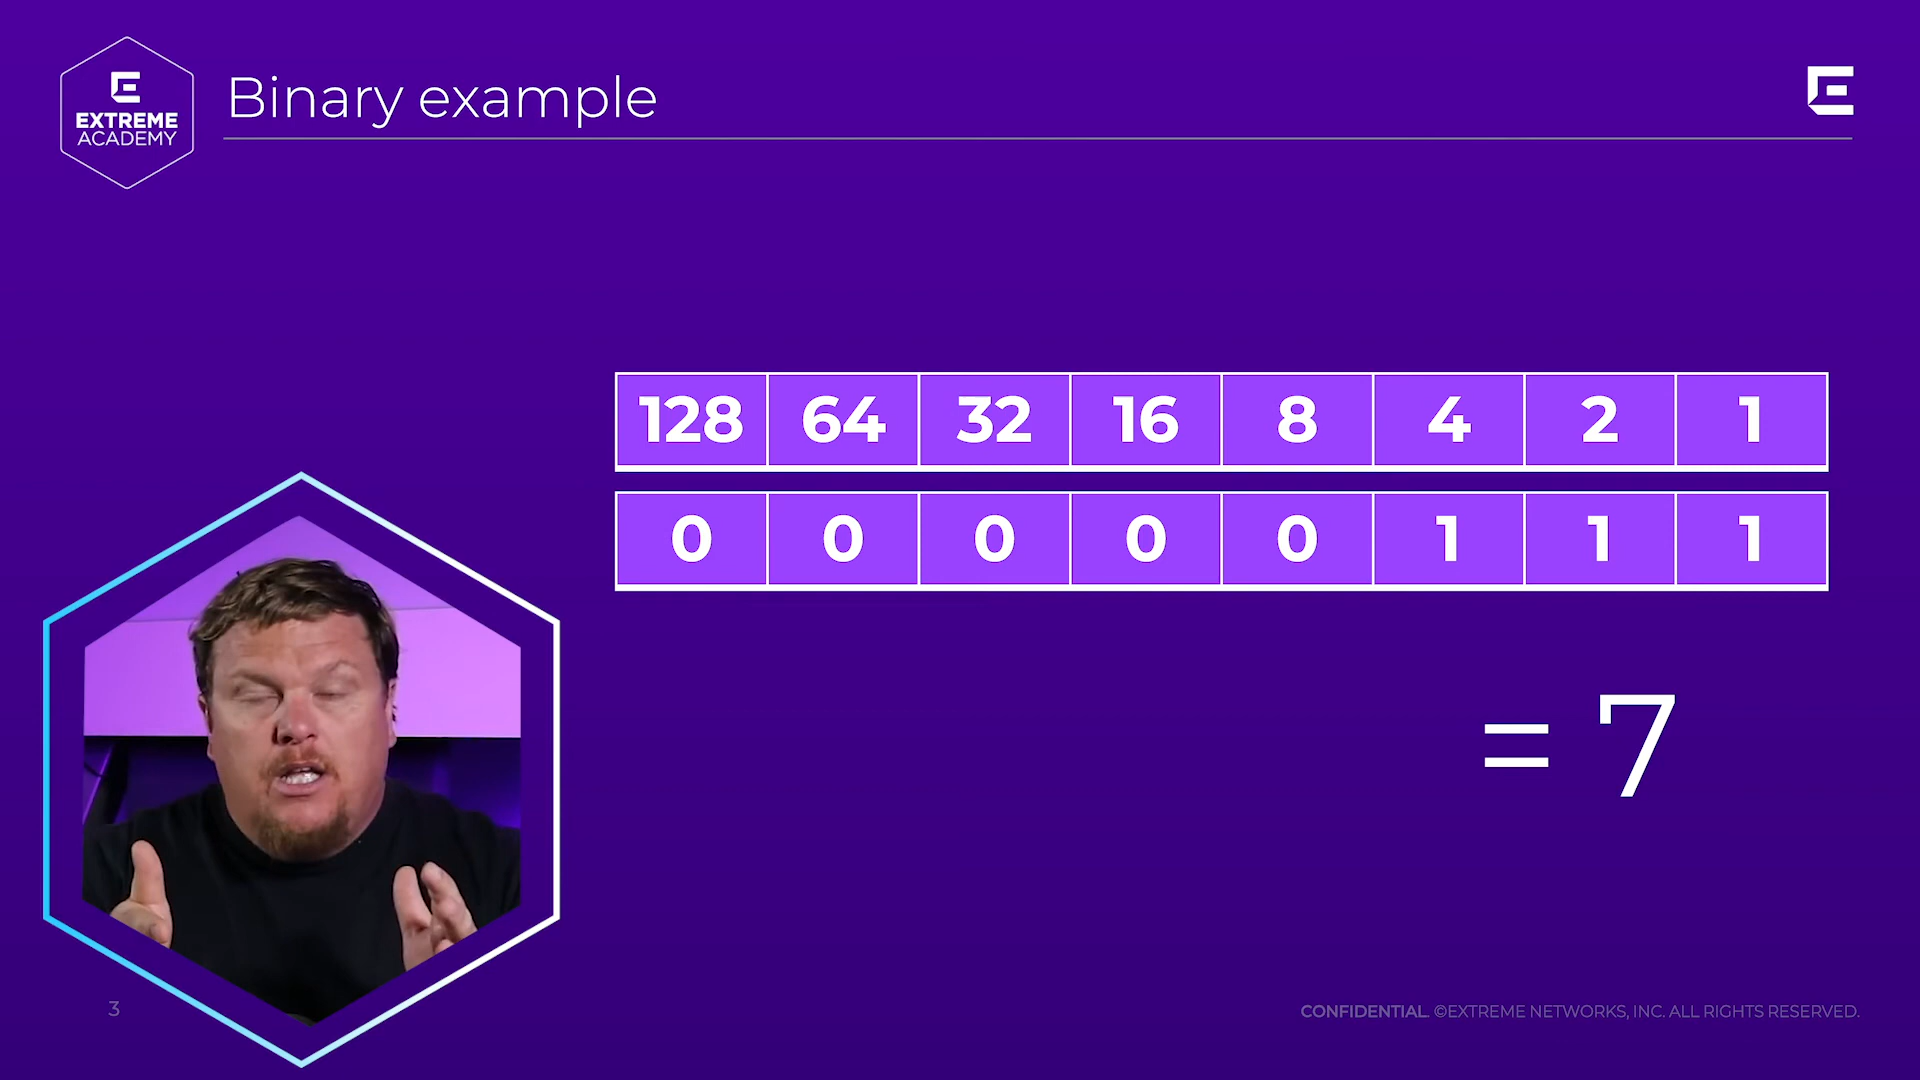 EXTREME
ACADEMY
Binary example
128 64 32 16 8 4 2 1
0 0 0 0 0 1 1 1
= 7
3
CONFIDENTIAL. ©EXTREME NETWORKS, INC. ALL RIGHTS RESERVED.